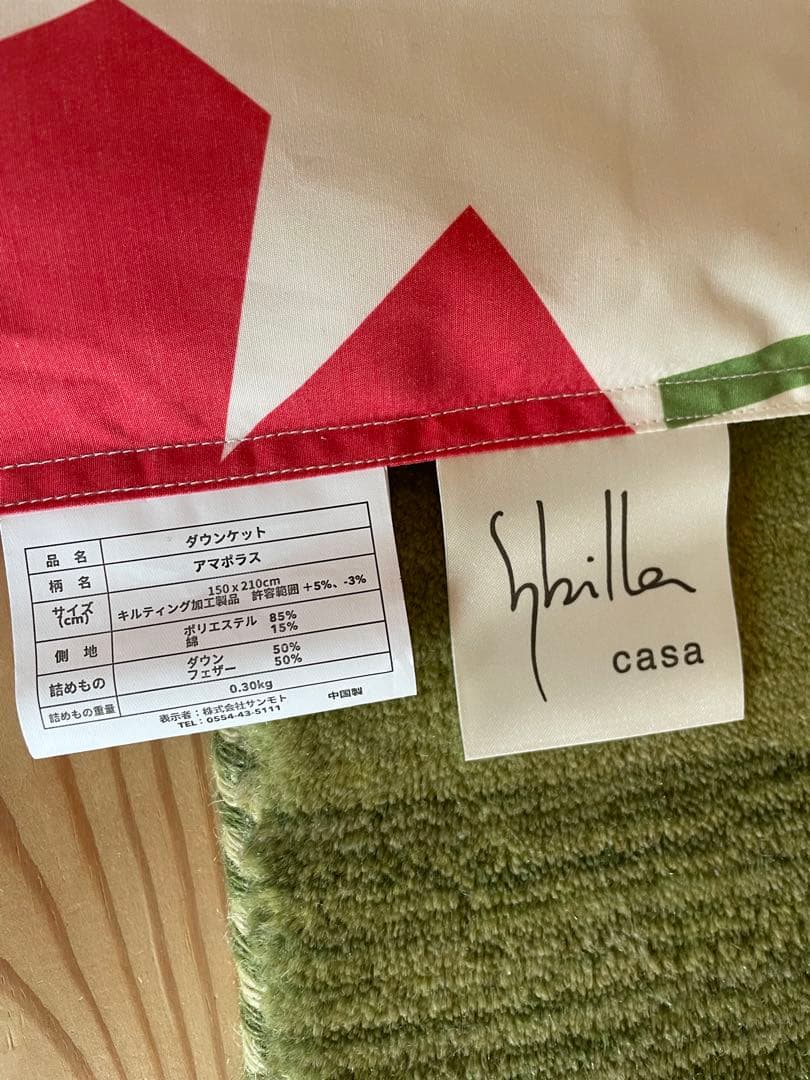 品 名 ダウンケット
柄 名 アマポラス
サイズ 150x210cm
(cm) キルティング加工製品 許容範囲 +5%、-3%
側 地 ポリエステル 85%
綿 15%
詰めもの ダウン 50%
フェザー 50%
詰めもの重量 0.30kg
表示者:株式会社サンモト 中国製
TEL:0554-43-5111
Sybilla
casa